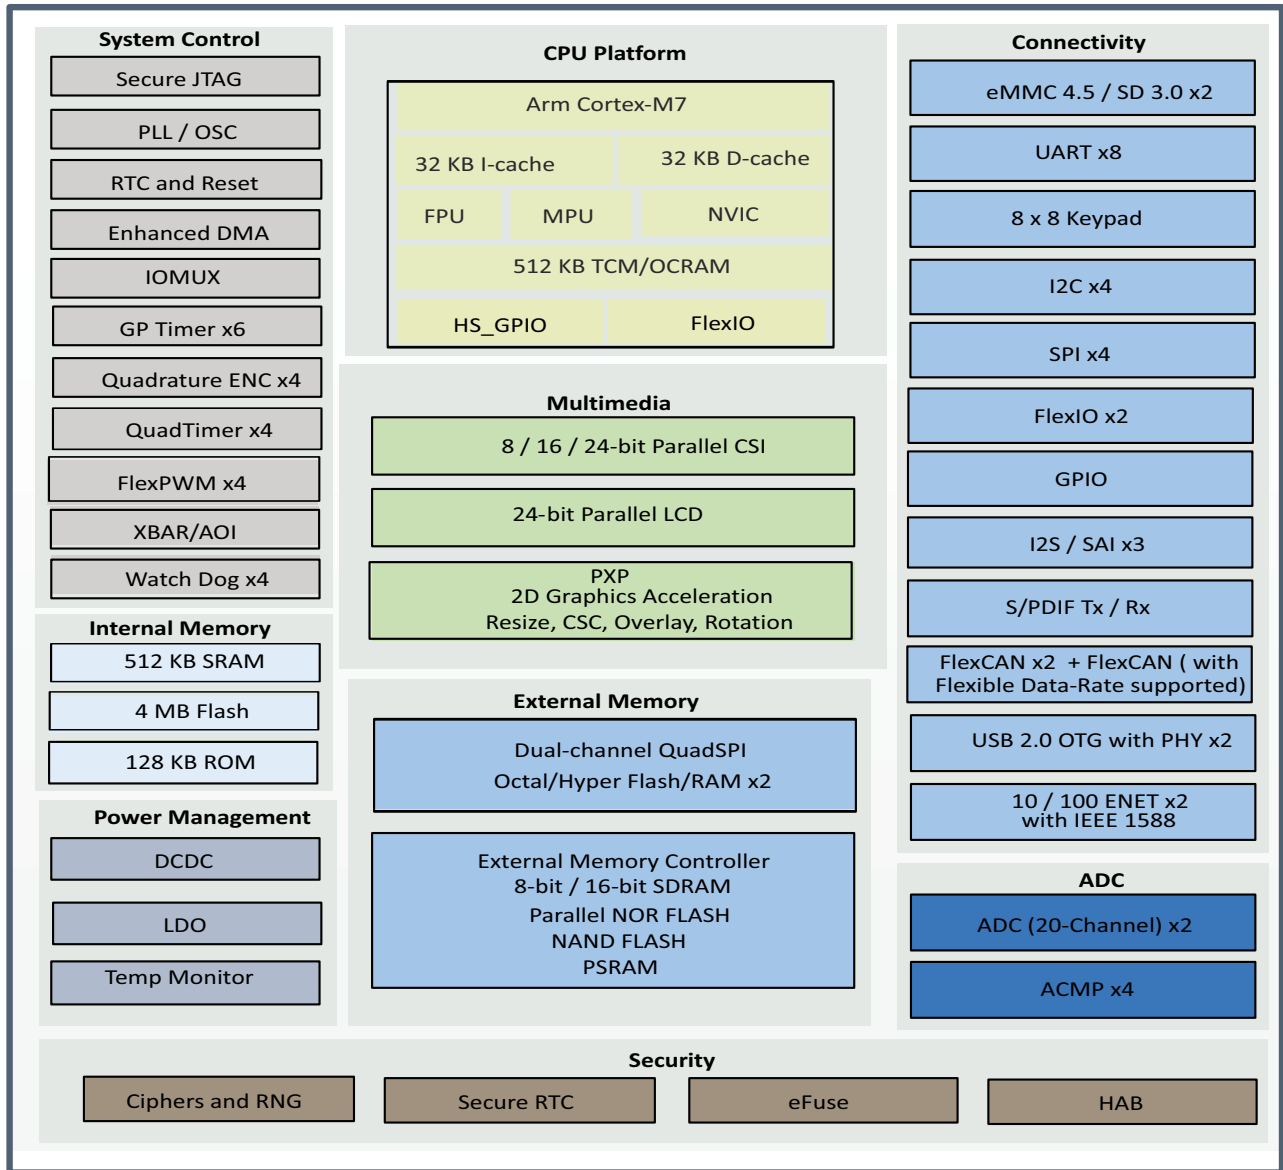 System Control
Secure JTAG
PLL / OSC
RTC and Reset
Enhanced DMA
IOMUX
GP Timer x6
Quadrature ENC x4
QuadTimer x4
FlexPWM x4
XBAR/AOI
Watch Dog x4
Internal Memory
512 KB SRAM
4 MB Flash
128 KB ROM
Power Management
DCDC
LDO
Temp Monitor
CPU Platform
Arm Cortex-M7
32 KB I-cache
32 KB D-cache
FPU
MPU
NVIC
512 KB TCM/OCRAM
HS_GPIO
FlexIO
Multimedia
8 / 16 / 24-bit Parallel CSI
24-bit Parallel LCD
PXP
2D Graphics Acceleration
Resize, CSC, Overlay, Rotation
External Memory
Dual-channel QuadSPI
Octal/Hyper Flash/RAM x2
External Memory Controller
8-bit / 16-bit SDRAM
Parallel NOR FLASH
NAND FLASH
PSRAM
Connectivity
eMMC 4.5 / SD 3.0 x2
UART x8
8 x 8 Keypad
I2C x4
SPI x4
FlexIO x2
GPIO
I2S / SAI x3
S/PDIF Tx / Rx
FlexCAN x2 + FlexCAN ( with
Flexible Data-Rate supported)
USB 2.0 OTG with PHY x2
10 / 100 ENET x2
with IEEE 1588
ADC
ADC (20-Channel) x2
ACMP x4
Security
Ciphers and RNG
Secure RTC
eFuse
HAB